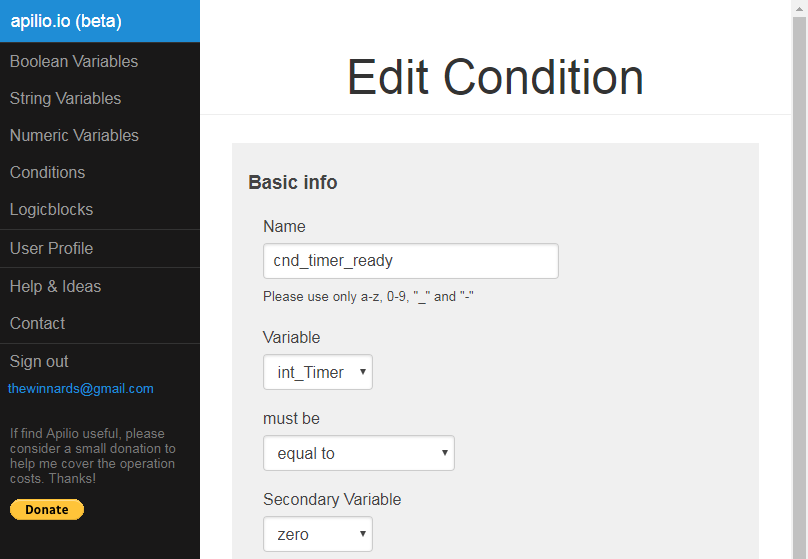 apilio.io (beta)
Boolean Variables
String Variables
Numeric Variables
Conditions
Logicblocks
User Profile
Help & Ideas
Contact
Sign out
thewinnards@gmail.com
If find Apilio useful, please
consider a small donation to
help me cover the operation
costs. Thanks!
Donate
Edit Condition
Basic info
Name
cnd_timer_ready
Please use only a-z, 0-9, "_" and "-"
Variable
int_Timer
must be
equal to
Secondary Variable
zero